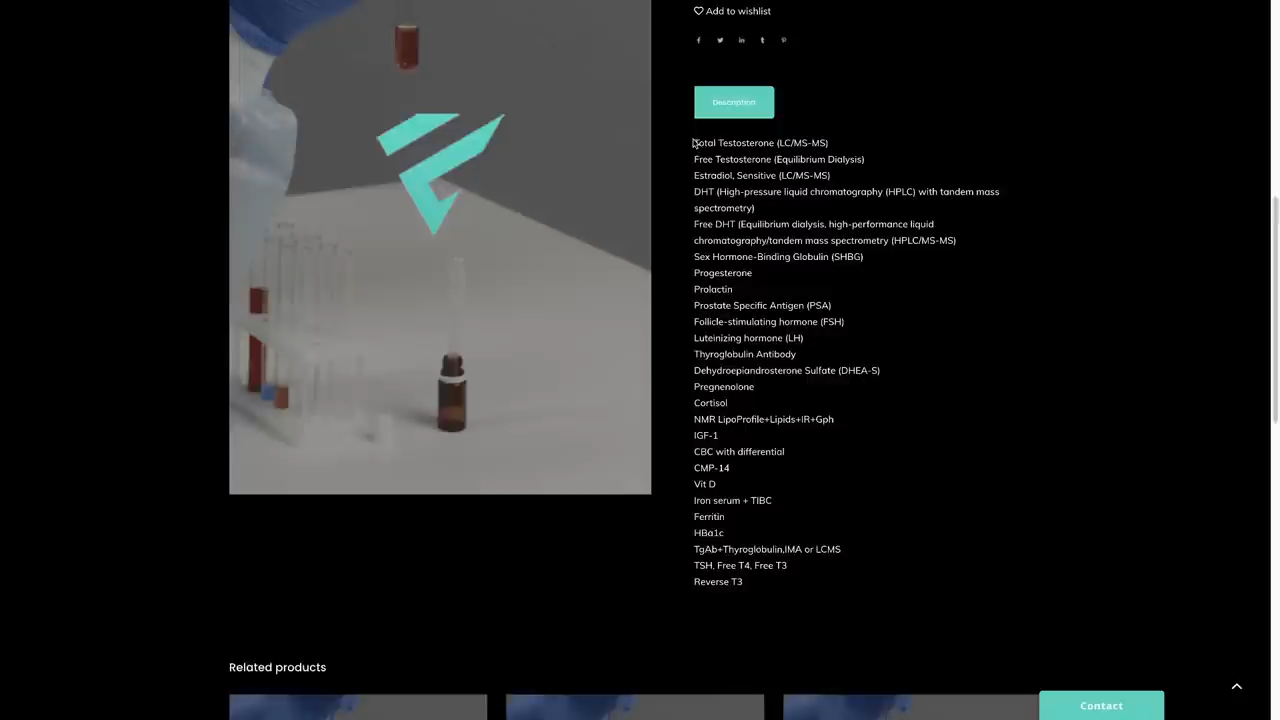 Add to wishlist
Description
Total Testosterone (LC/MS-MS)
Free Testosterone (Equilibrium Dialysis)
Estradiol, Sensitive (LC/MS-MS)
DHT (High-pressure liquid chromatography (HPLC) with tandem mass
spectrometry)
Free DHT (Equilibrium dialysis, high-performance liquid
chromatography/tandem mass spectrometry (HPLC/MS-MS)
Sex Hormone-Binding Globulin (SHBG)
Progesterone
Prolactin
Prostate Specific Antigen (PSA)
Follicle-stimulating hormone (FSH)
Luteinizing hormone (LH)
Thyroglobulin Antibody
Dehydroepiandrosterone Sulfate (DHEA-S)
Pregnenolone
Cortisol
NMR LipoProfile+Lipids+IR+Gph
IGF-1
CBC with differential
CMP-14
Vit D
Iron serum + TIBC
Ferritin
HBa1c
TgAb+Thyroglobulin,IMA or LCMS
TSH, Free T4, Free T3
Reverse T3
Related products
Contact